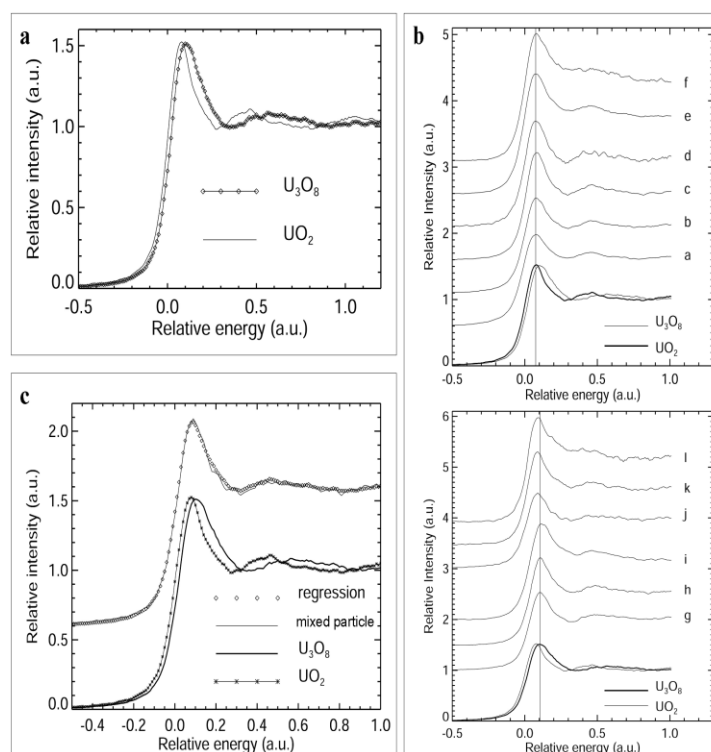 a
1.5
1.0
0.5
0.0
Relative intensity (a.u.)
U3O8
UO2
-0.5 0.0 0.5 1.0
Relative energy (a.u.)
b
5
4
3
2
1
0
Relative Intensity (a.u.)
f
e
d
c
b
a
U3O8
UO2
-0.5 0.0 0.5 1.0
Relative energy (a.u.)
c
2.0
1.5
1.0
0.5
0.0
Relative intensity (a.u.)
regression
mixed particle
U3O8
UO2
-0.4 -0.2 0.0 0.2 0.4 0.6 0.8 1.0
Relative energy (a.u.)
6
5
4
3
2
1
0
Relative intensity (a.u.)
l
k
j
i
h
g
U3O8
UO2
-0.5 0.0 0.5 1.0
Relative energy (a.u.)